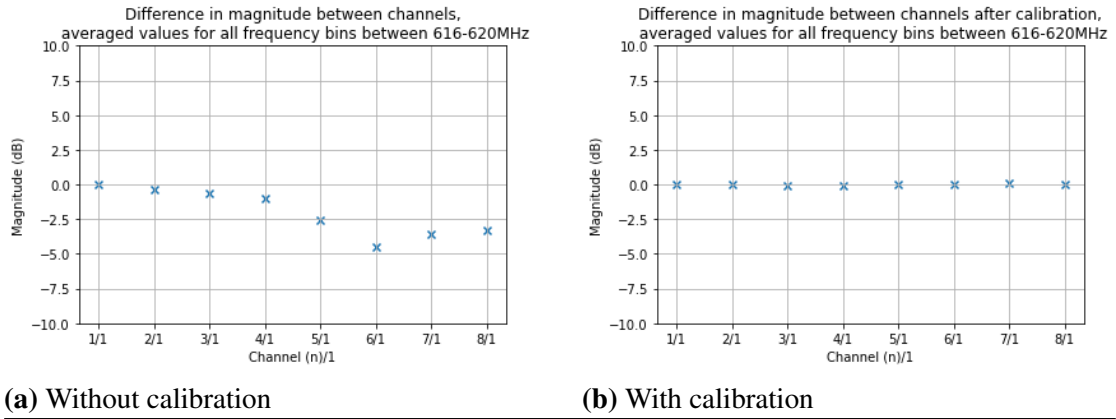 Difference in magnitude between channels,
averaged values for all frequency bins between 616-620MHz
10.0
7.5
5.0
2.5
0.0
−2.5
−5.0
−7.5
−10.0
Magnitude (dB)
1/1 2/1 3/1 4/1 5/1 6/1 7/1 8/1
Channel (n)/1
(a) Without calibration
Difference in magnitude between channels after calibration,
averaged values for all frequency bins between 616-620MHz
10.0
7.5
5.0
2.5
0.0
−2.5
−5.0
−7.5
−10.0
Magnitude (dB)
1/1 2/1 3/1 4/1 5/1 6/1 7/1 8/1
Channel (n)/1
(b) With calibration